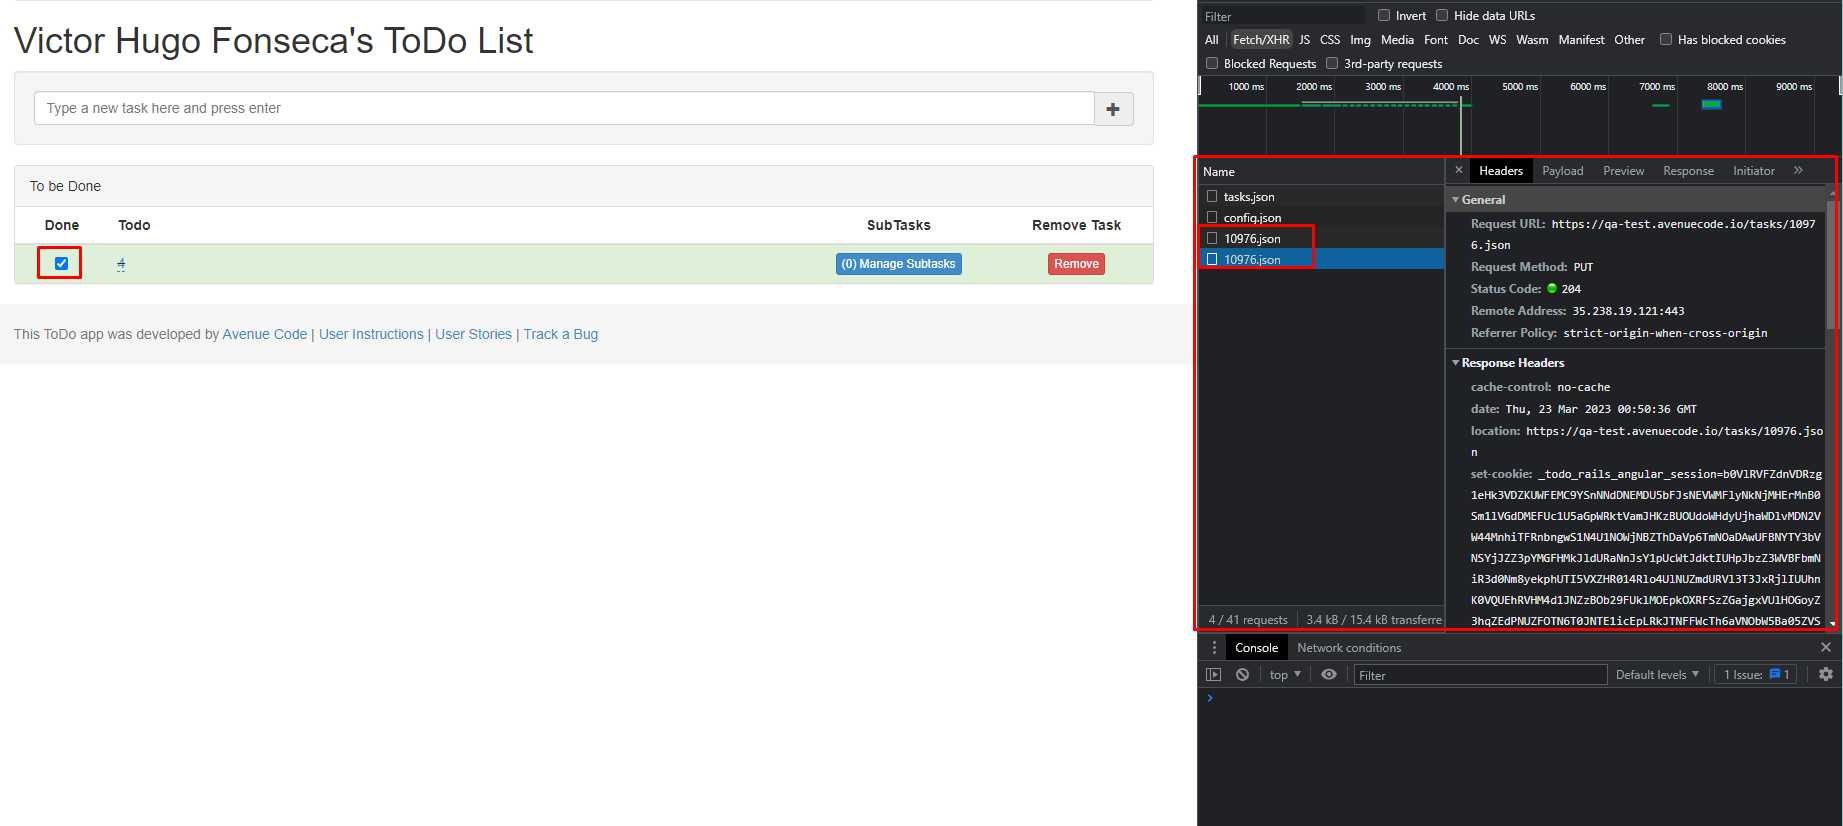 Victor Hugo Fonseca's ToDo List
Type a new task here and press enter
To be Done
Done Todo SubTasks Remove Task
4 (0) Manage Subtasks Remove
This ToDo app was developed by Avenue Code | User Instructions | User Stories | Track a Bug
Filter Invert Hide data URLs
All Fetch/XHR JS CSS Img Media Font Doc WS Wasm Manifest Other Has blocked cookies
Blocked Requests 3rd-party requests
1000 ms 2000 ms 3000 ms 4000 ms 5000 ms 6000 ms 7000 ms 8000 ms 9000 ms
Name
tasks.json
config.json
10976.json
10976.json
4 / 41 requests 3.4 kB / 15.4 kB transferre
Headers Payload Preview Response Initiator
General
Request URL: https://qa-test.avenuecode.io/tasks/1097
6.json
Request Method: PUT
Status Code: 204
Remote Address: 35.238.19.121:443
Referrer Policy: strict-origin-when-cross-origin
Response Headers
cache-control: no-cache
date: Thu, 23 Mar 2023 00:50:36 GMT
location: https://qa-test.avenuecode.io/tasks/10976.jso
n
set-cookie: _todo_rails_angular_session=
Console Network conditions
top Filter Default levels 1 Issue: 1